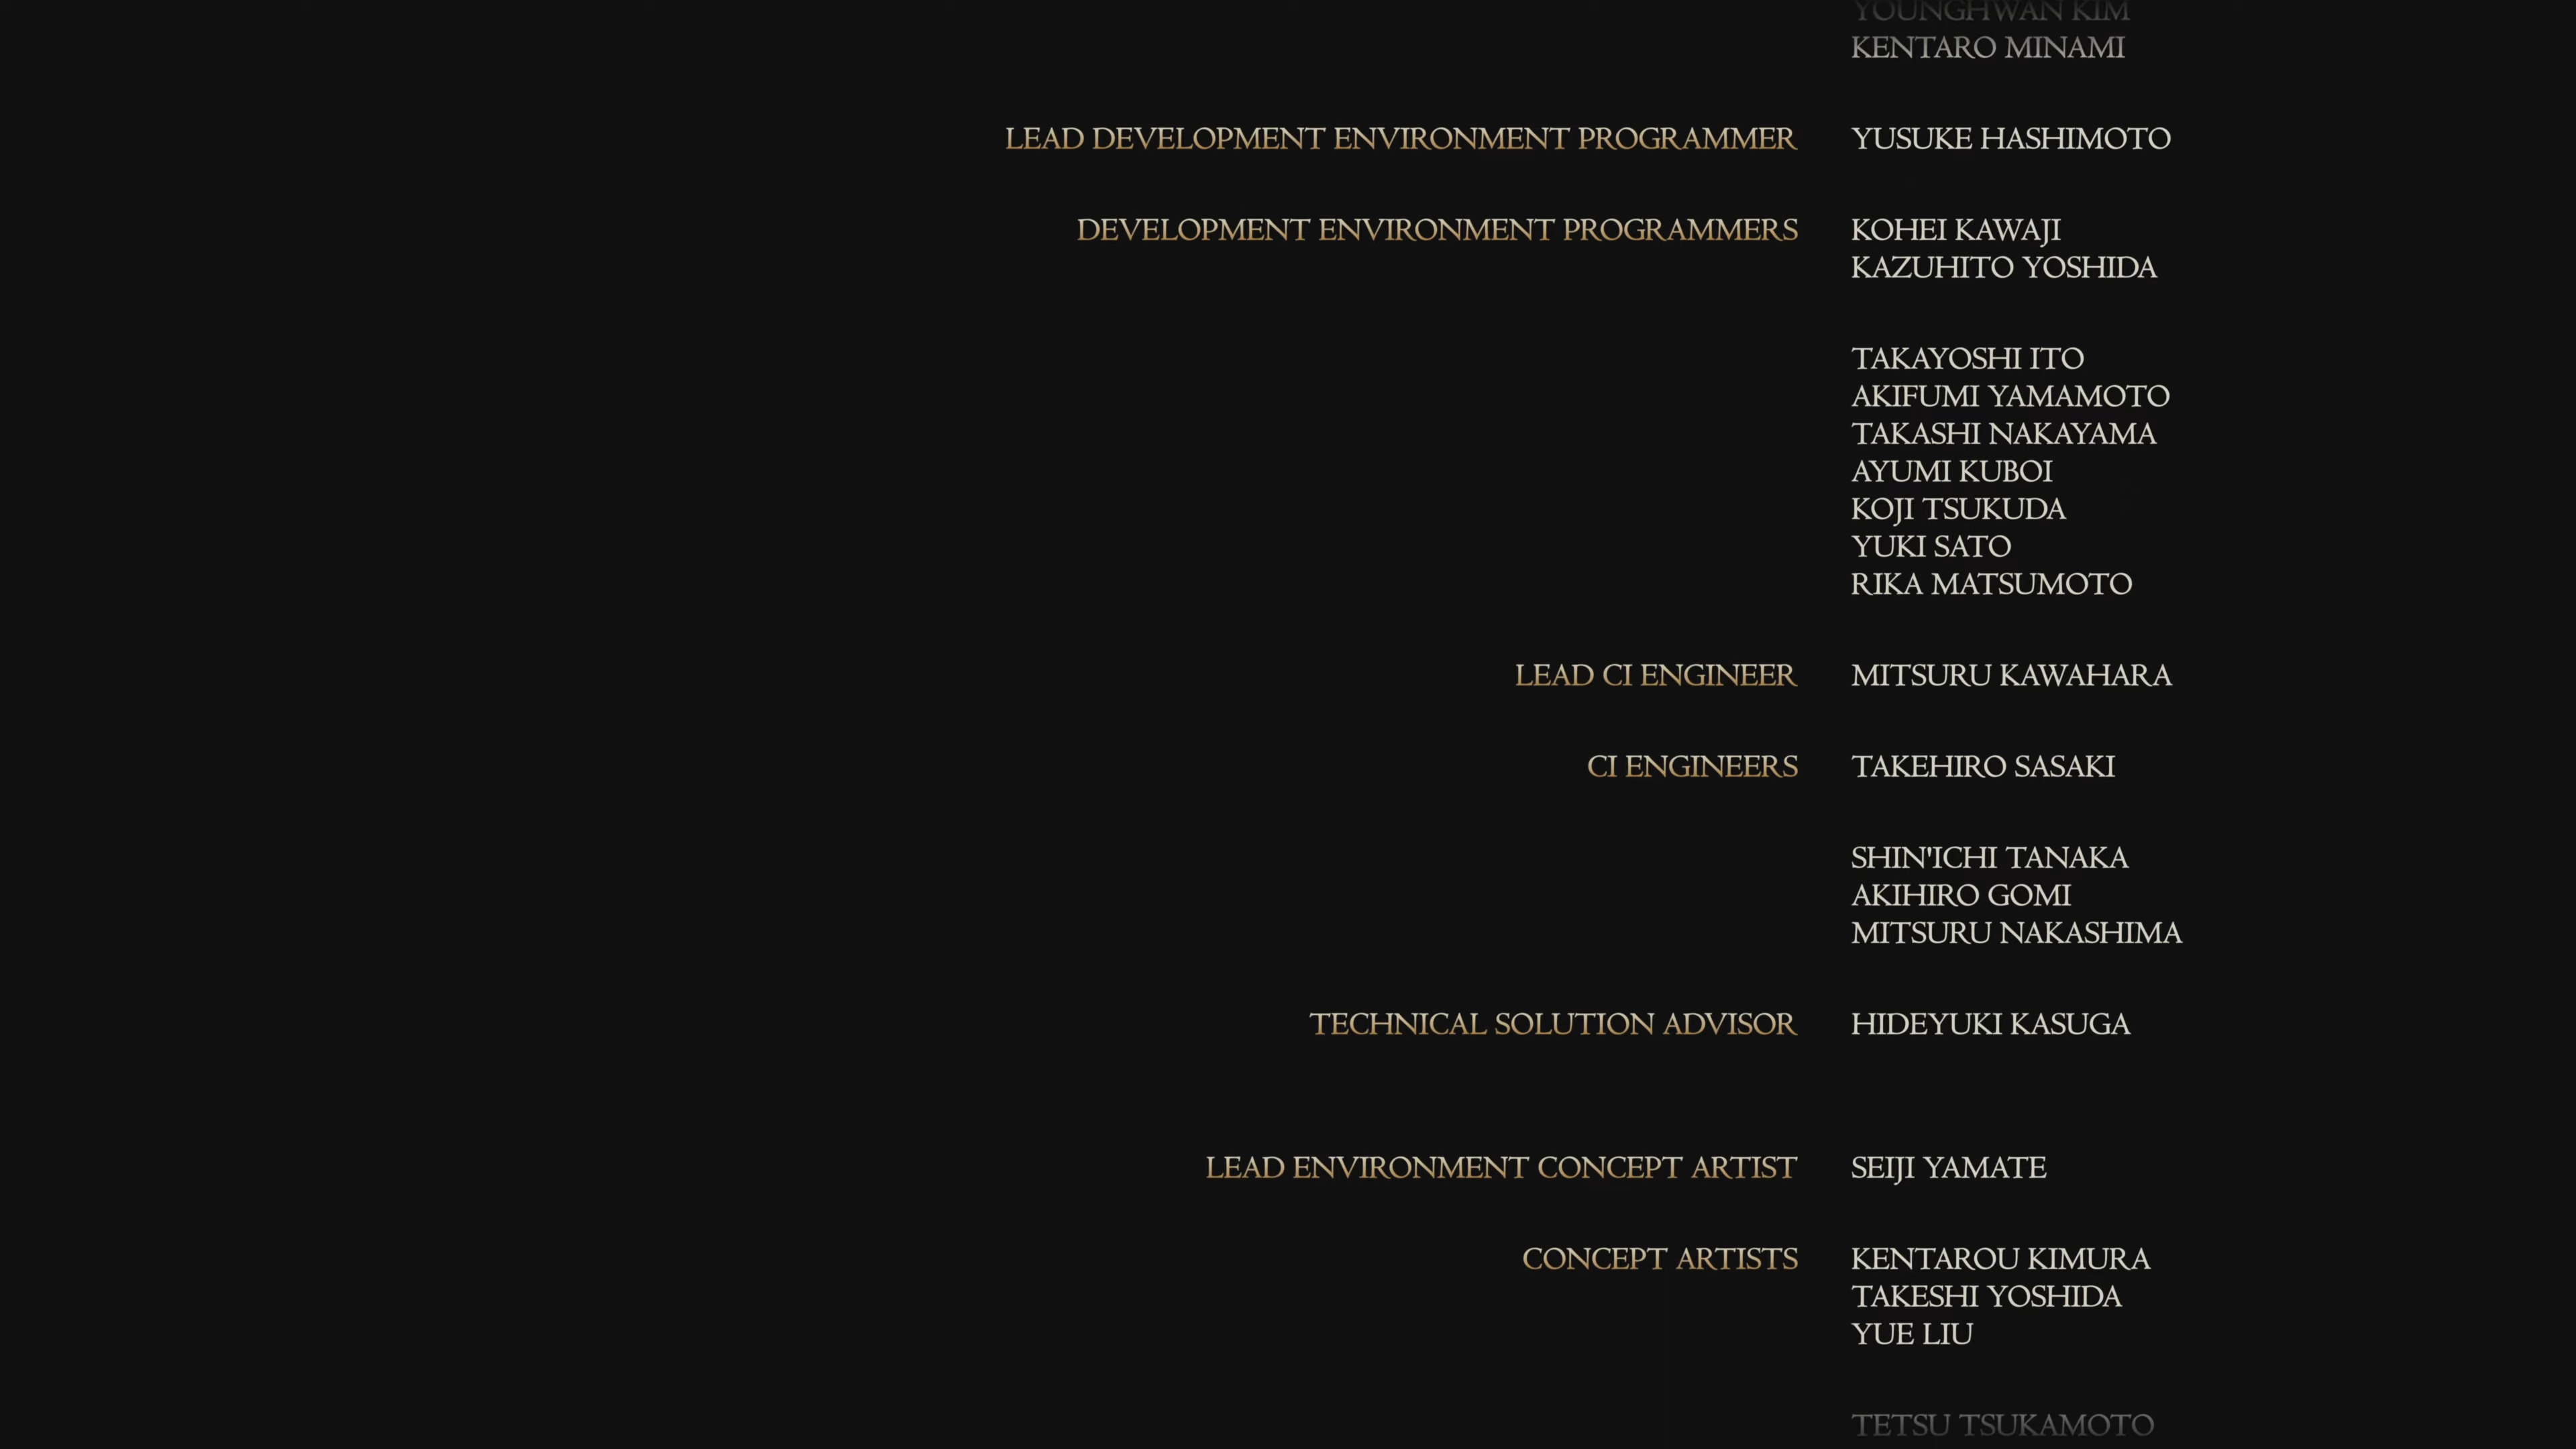 YOUNGHWAN KIM
KENTARO MINAMI
LEAD DEVELOPMENT ENVIRONMENT PROGRAMMER YUSUKE HASHIMOTO
DEVELOPMENT ENVIRONMENT PROGRAMMERS KOHEI KAWAJI
KAZUHITO YOSHIDA
TAKAYOSHI ITO
AKIFUMI YAMAMOTO
TAKASHI NAKAYAMA
AYUMI KUBOI
KOJI TSUKUDA
YUKI SATO
RIKA MATSUMOTO
LEAD CI ENGINEER MITSURU KAWAHARA
CI ENGINEERS TAKEHIRO SASAKI
SHIN'ICHI TANAKA
AKIHIRO GOMI
MITSURU NAKASHIMA
TECHNICAL SOLUTION ADVISOR HIDEYUKI KASUGA
LEAD ENVIRONMENT CONCEPT ARTIST SEIJI YAMATE
CONCEPT ARTISTS KENTAROU KIMURA
TAKESHI YOSHIDA
YUE LIU
TETSU TSUKAMOTO